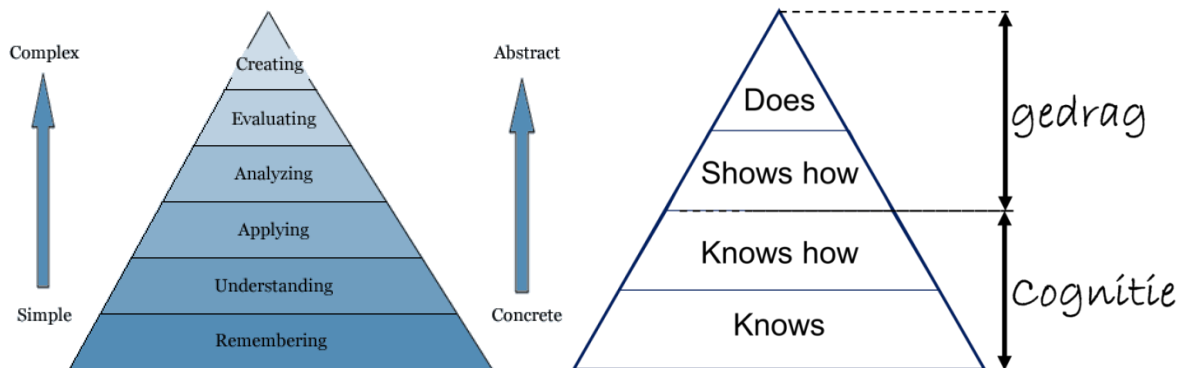 Complex
Simple
Creating
Evaluating
Analyzing
Applying
Understanding
Remembering
Abstract
Concrete
Does
Shows how
Knows how
Knows
gedrag
Cognitie